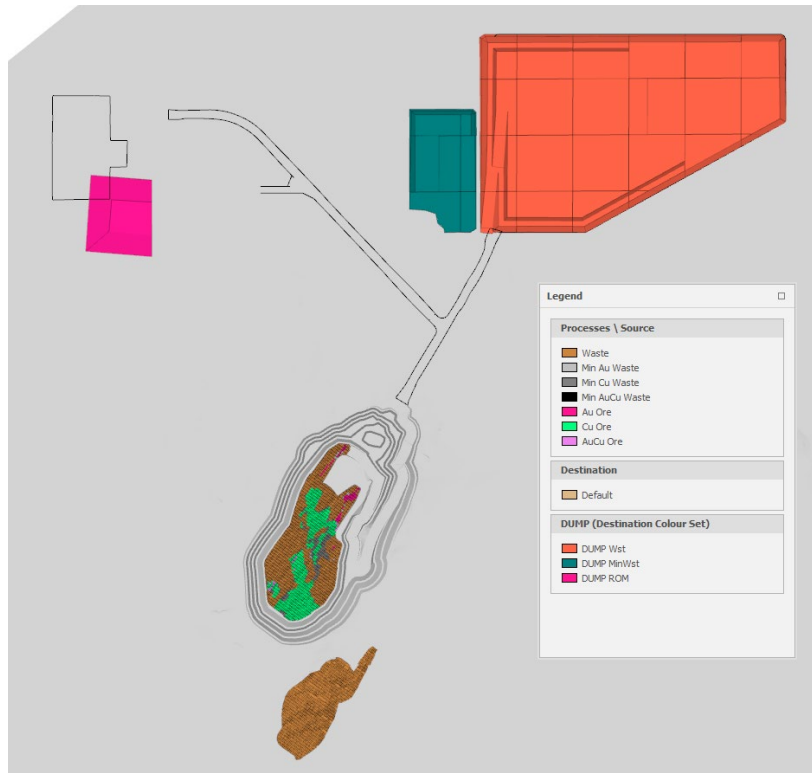 Legend
Processes \ Source
Waste
Min Au Waste
Min Cu Waste
Min AuCu Waste
Au Ore
Cu Ore
AuCu Ore
Destination
Default
DUMP (Destination Colour Set)
DUMP Wst
DUMP MinWst
DUMP ROM